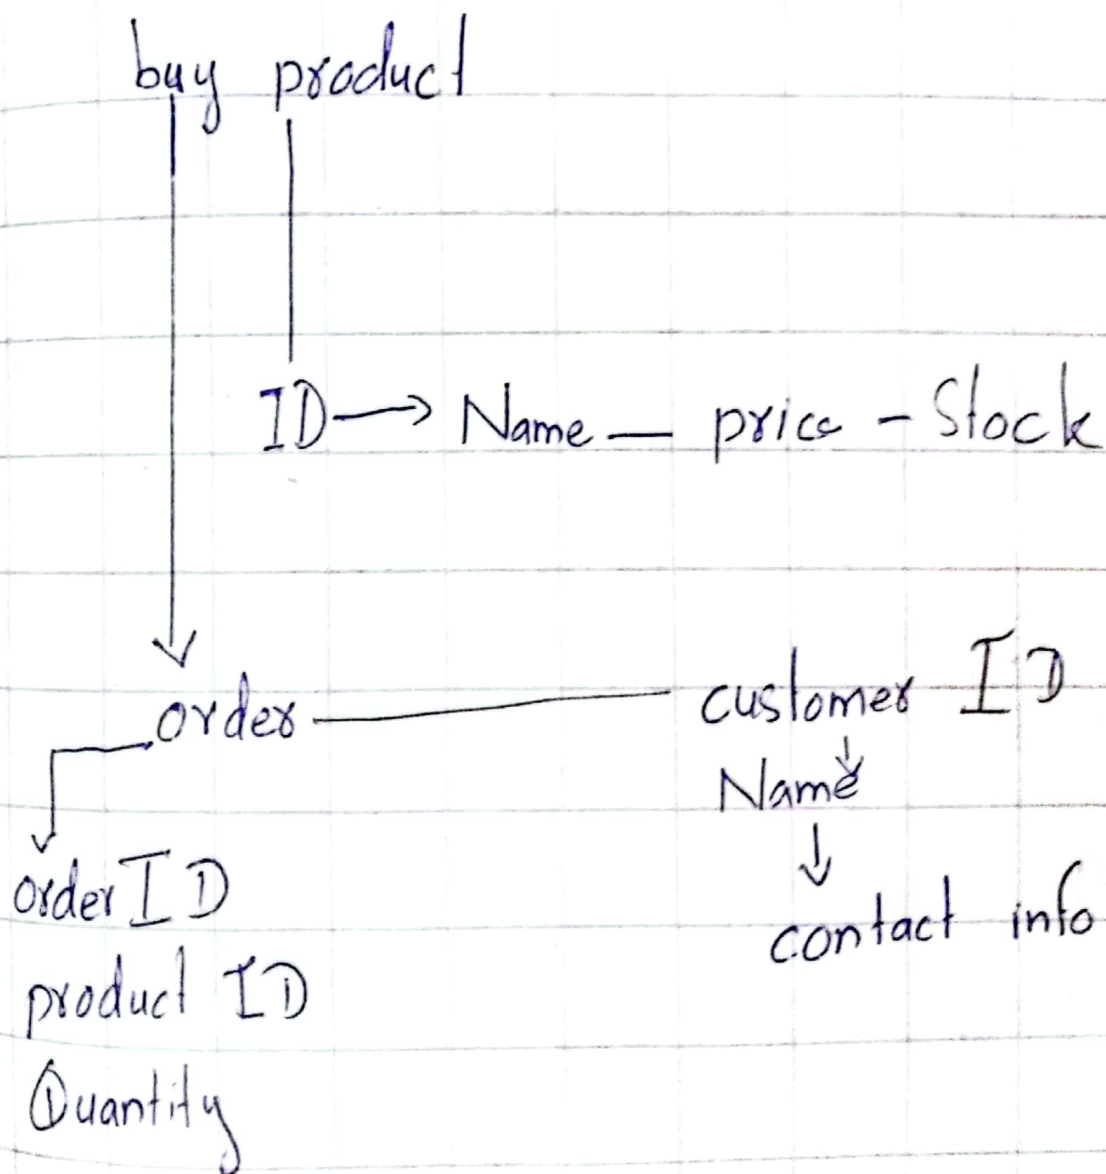 buy product
ID → Name — price - Stock
order — customer ID
Name
contact info
order ID
product ID
Quantity